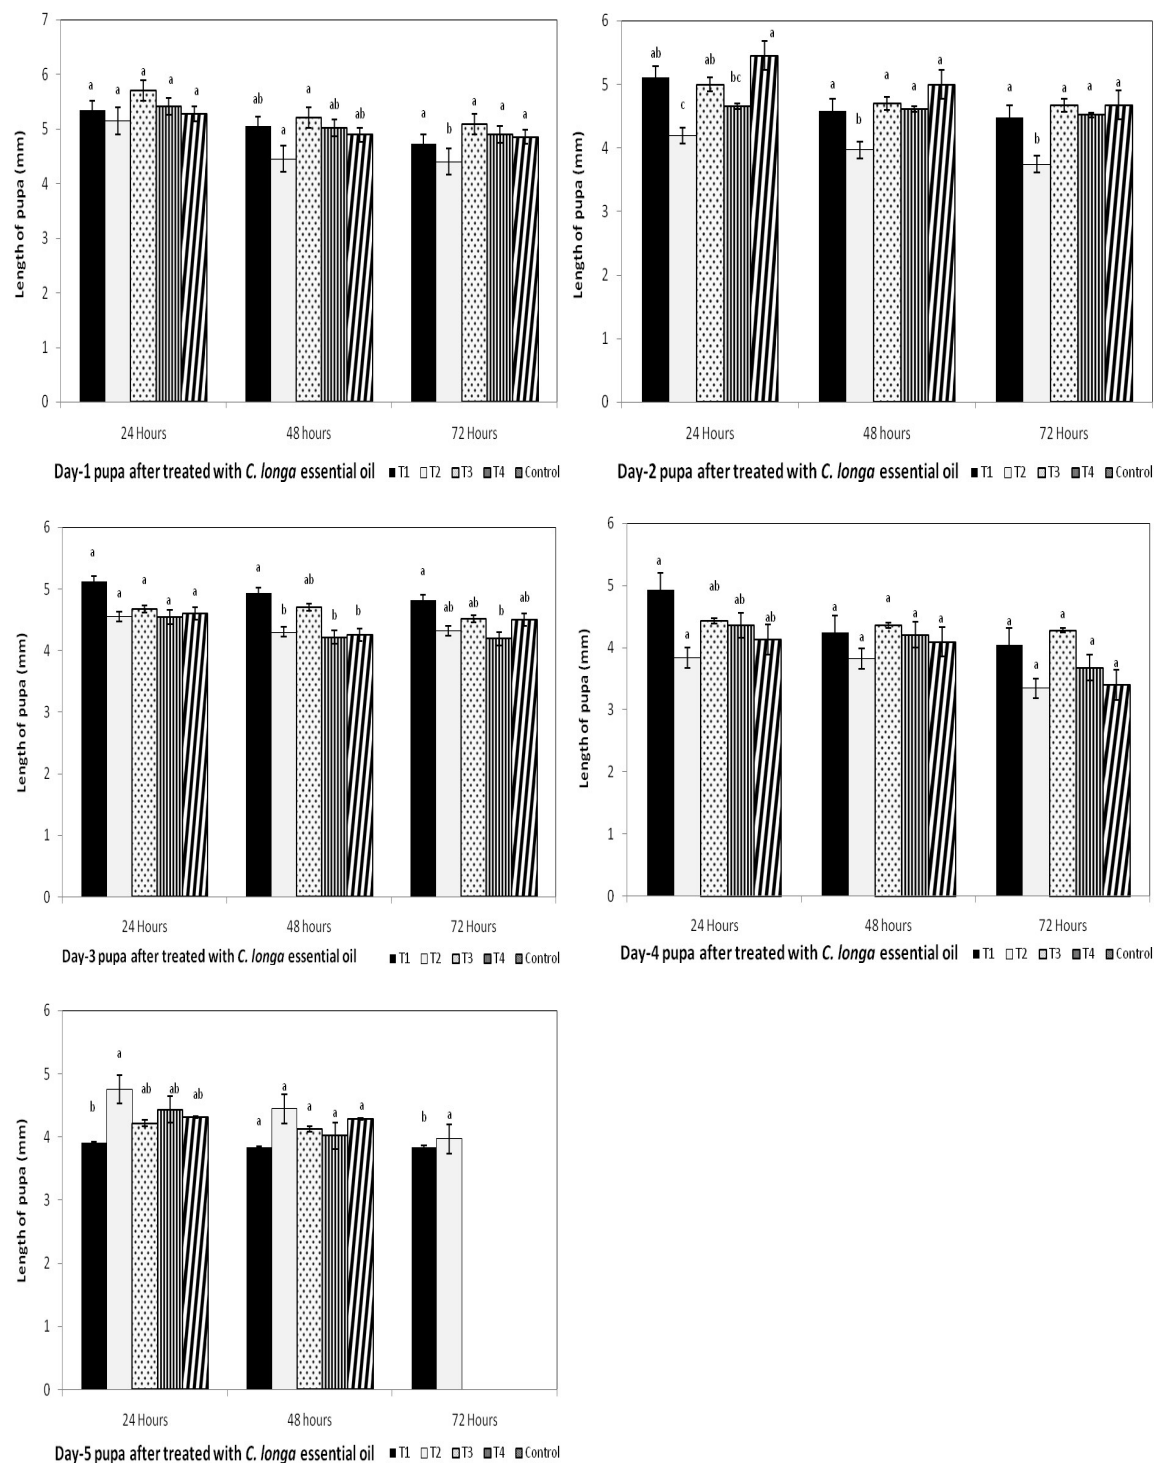 7
6
5
4
3
2
1
0
Length of pupa (mm)
a a a a a
ab a a ab ab
a b a a a
24 Hours 48 hours 72 Hours
Day-1 pupa after treated with C. longa essential oil T1 T2 T3 T4 Control
6
5
4
3
2
1
0
Length of pupa (mm)
ab c ab bc a
a b a a a
a b a a a
24 Hours 48 hours 72 Hours
Day-2 pupa after treated with C. longa essential oil T1 T2 T3 T4 Control
6
5
4
3
2
1
0
Length of pupa (mm)
a a a a a
a b ab b b
a ab ab b ab
24 Hours 48 hours 72 Hours
Day-3 pupa after treated with C. longa essential oil T1 T2 T3 T4 Control
6
5
4
3
2
1
0
Length of pupa (mm)
a a ab ab ab
a a a a a
a a a a a
24 Hours 48 hours 72 Hours
Day-4 pupa after treated with C. longa essential oil T1 T2 T3 T4 Control
6
5
4
3
2
1
0
Length of pupa (mm)
b a ab ab ab
a a a a a
b a
24 Hours 48 hours 72 Hours
Day-5 pupa after treated with C. longa essential oil T1 T2 T3 T4 Control